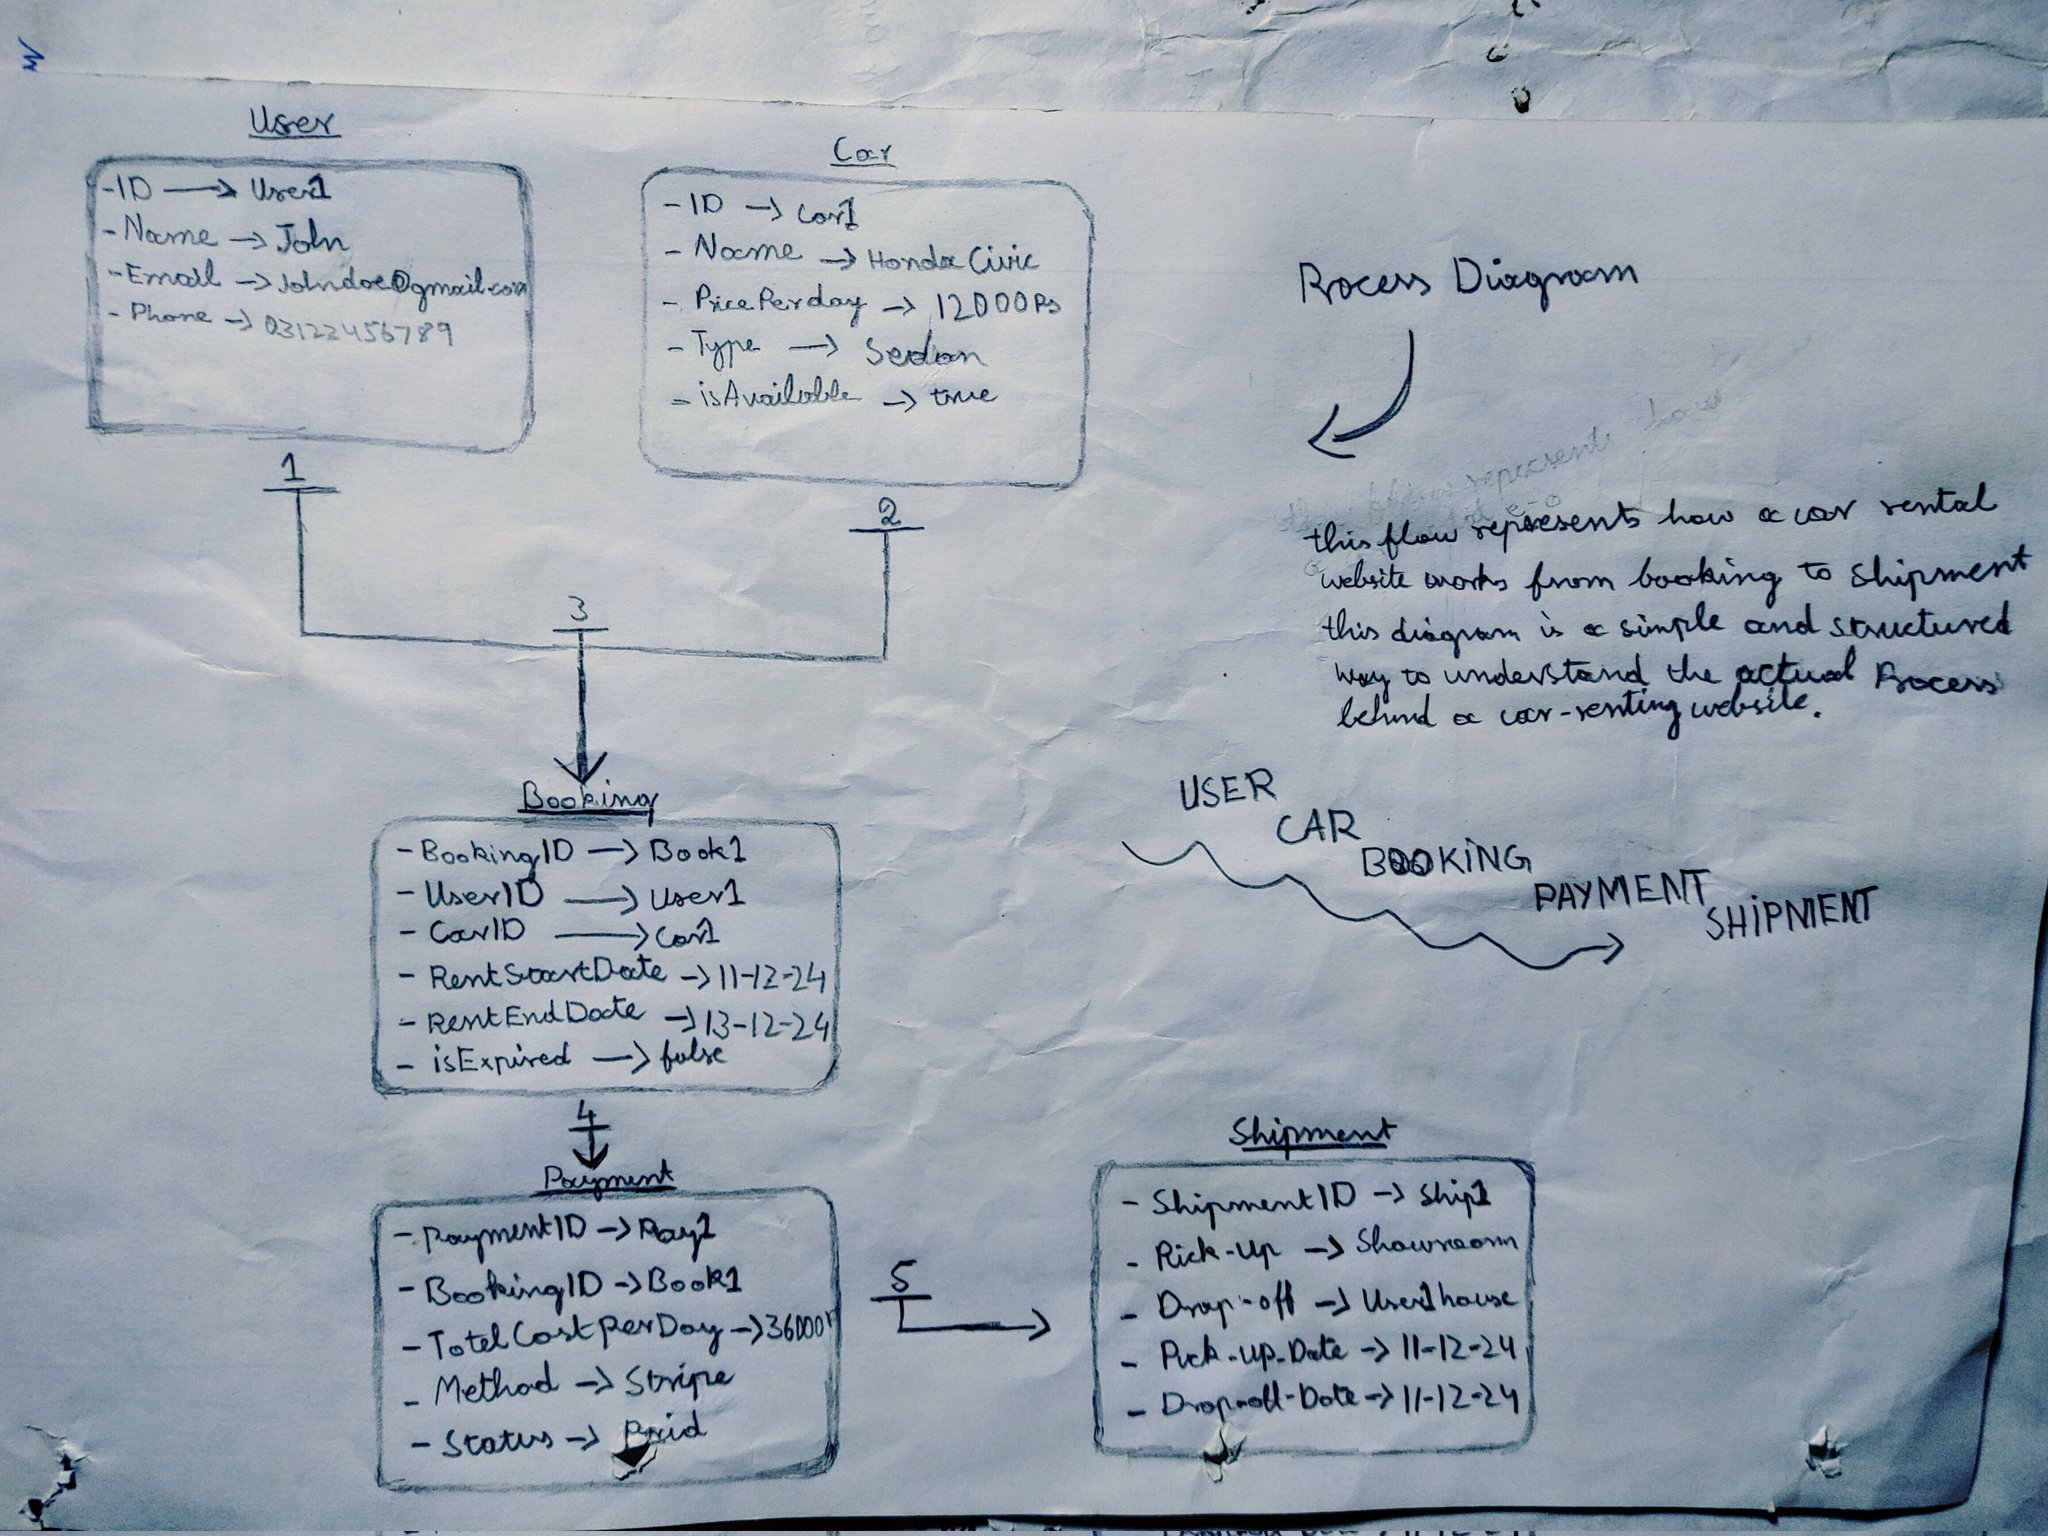 User
-ID → User1
-Name → John
-Email → Johndoe@gmail.com
-Phone → 03122456789
Car
-ID → Car1
-Name → Honda Civic
-PricePerday → 12000Rs
-Type → Sedan
-isAvailable → true
Process Diagram
this flow represents how a car rental
website works from booking to shipment
this diagram is a simple and structured
way to understand the actual Process
behind a car-renting website.
1
2
3
Booking
-BookingID → Book1
-UserID → User1
-CarID → Car1
-RentStartDate → 11-12-24
-RentEndDate → 13-12-24
-isExpired → false
USER
CAR
BOOKING
PAYMENT
SHIPMENT
4
Payment
-PaymentID → Pay1
-BookingID → Book1
-TotelCostPerDay → 36000
-Method → Stripe
-Status → Paid
5
Shipment
-ShipmentID → Ship1
-Pick-Up → Showroom
-Drop-off → User1house
-Pick-Up-Date → 11-12-24
-Drop-off-Date → 11-12-24